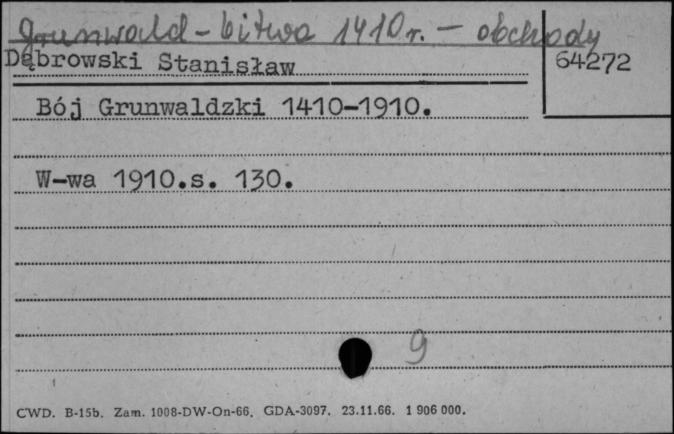 Grunwald – bitwa 1410 r. – obchody
Dąbrowski Stanisław
64272
Bój Grunwaldzki 1410-1910.
W-wa 1910.s. 130.
9
CWD. B-15b. Zam. 1008-DW-On-66. GDA-3097. 23.11.66. 1 906 000.